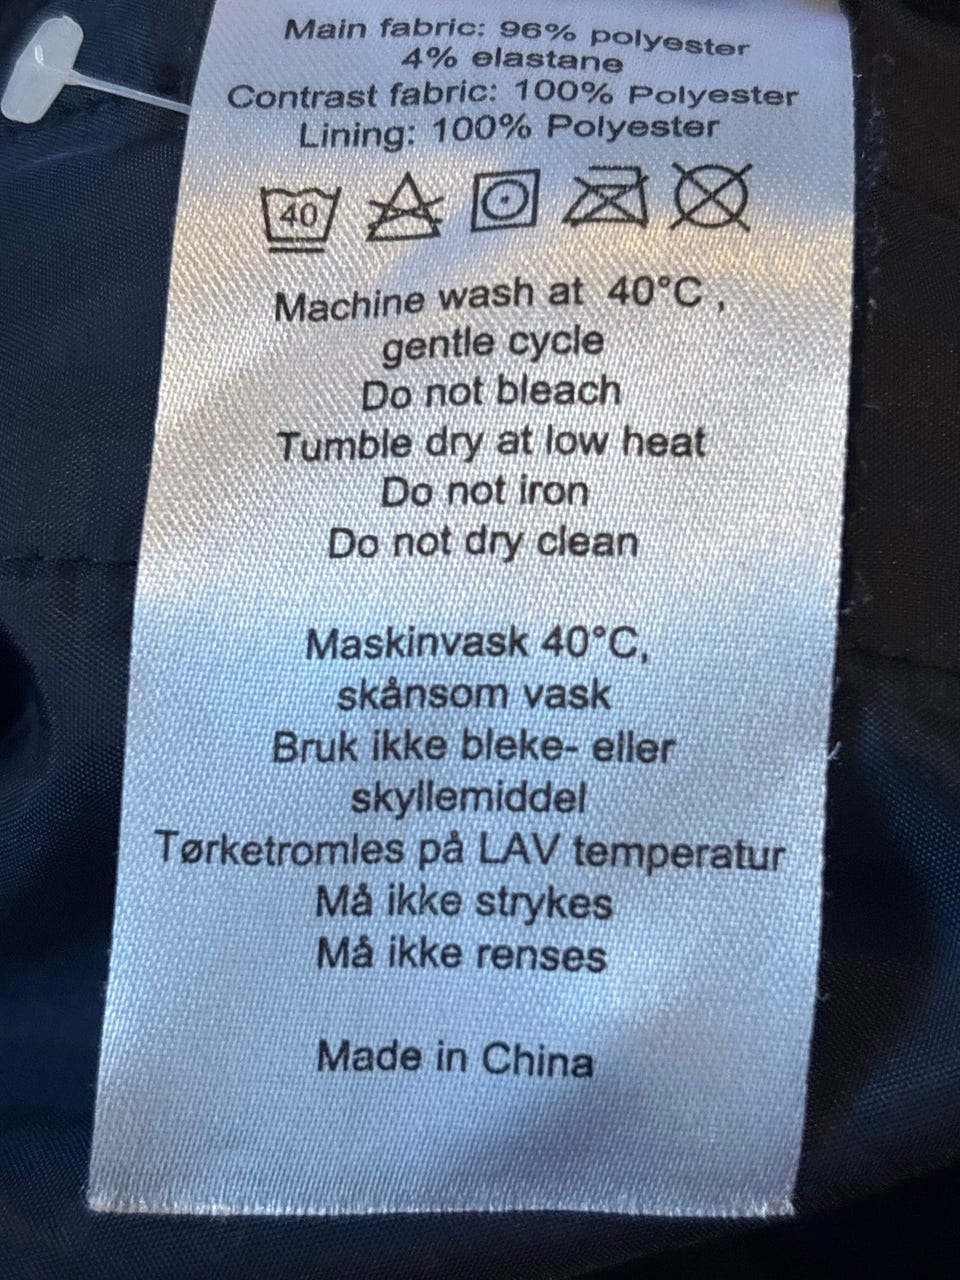 Main fabric: 96% polyester
4% elastane
Contrast fabric: 100% Polyester
Lining: 100% Polyester
40
Machine wash at 40°C ,
gentle cycle
Do not bleach
Tumble dry at low heat
Do not iron
Do not dry clean
Maskinvask 40°C,
skånsom vask
Bruk ikke bleke- eller
skyllemiddel
Tørketromles på LAV temperatur
Må ikke strykes
Må ikke renses
Made in China